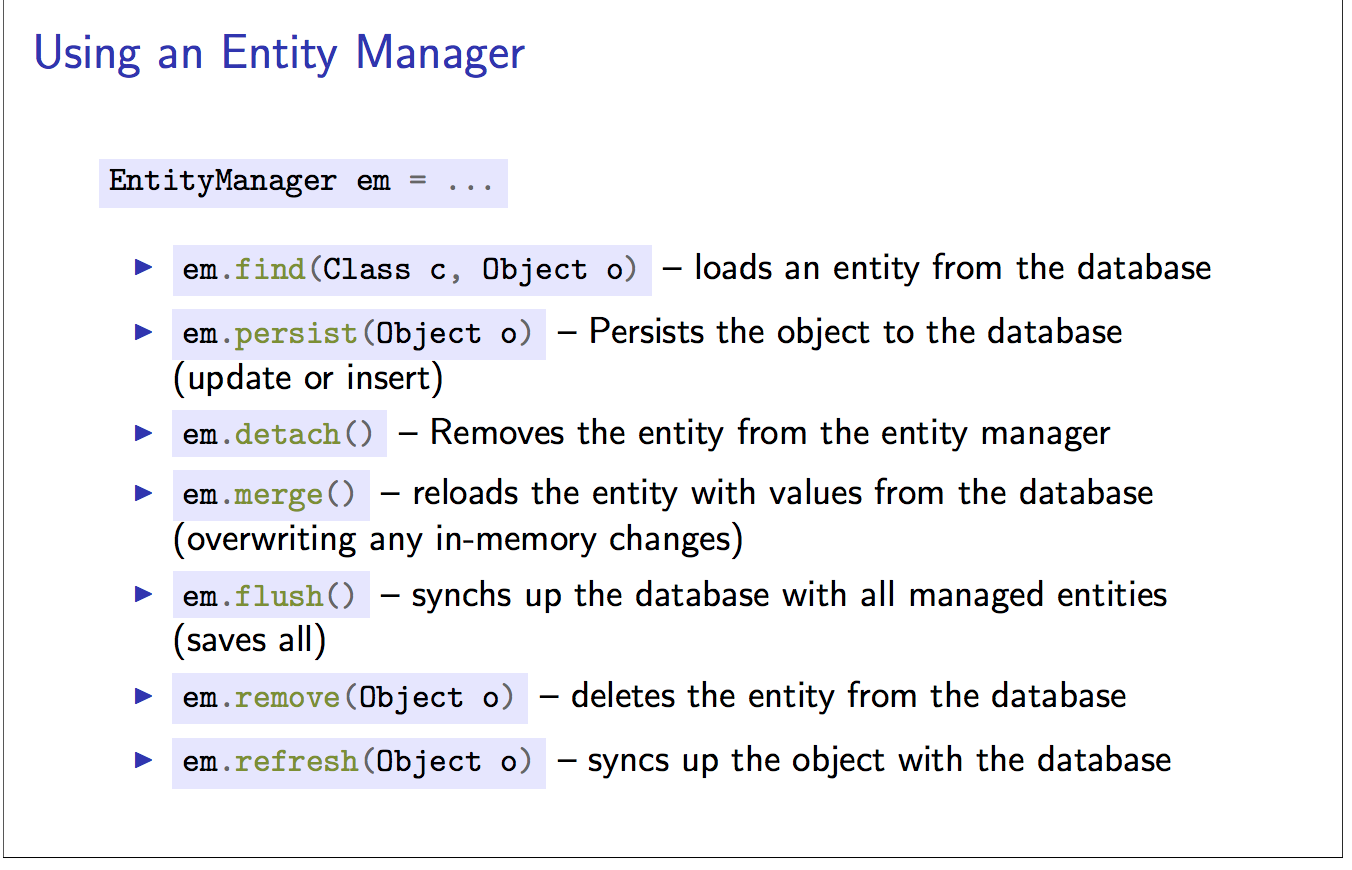 Using an Entity Manager
EntityManager em = ...
em.find(Class c, Object o) – loads an entity from the database
em.persist(Object o) – Persists the object to the database
(update or insert)
em.detach() – Removes the entity from the entity manager
em.merge() – reloads the entity with values from the database
(overwriting any in-memory changes)
em.flush() – synchs up the database with all managed entities
(saves all)
em.remove(Object o) – deletes the entity from the database
em.refresh(Object o) – syncs up the object with the database